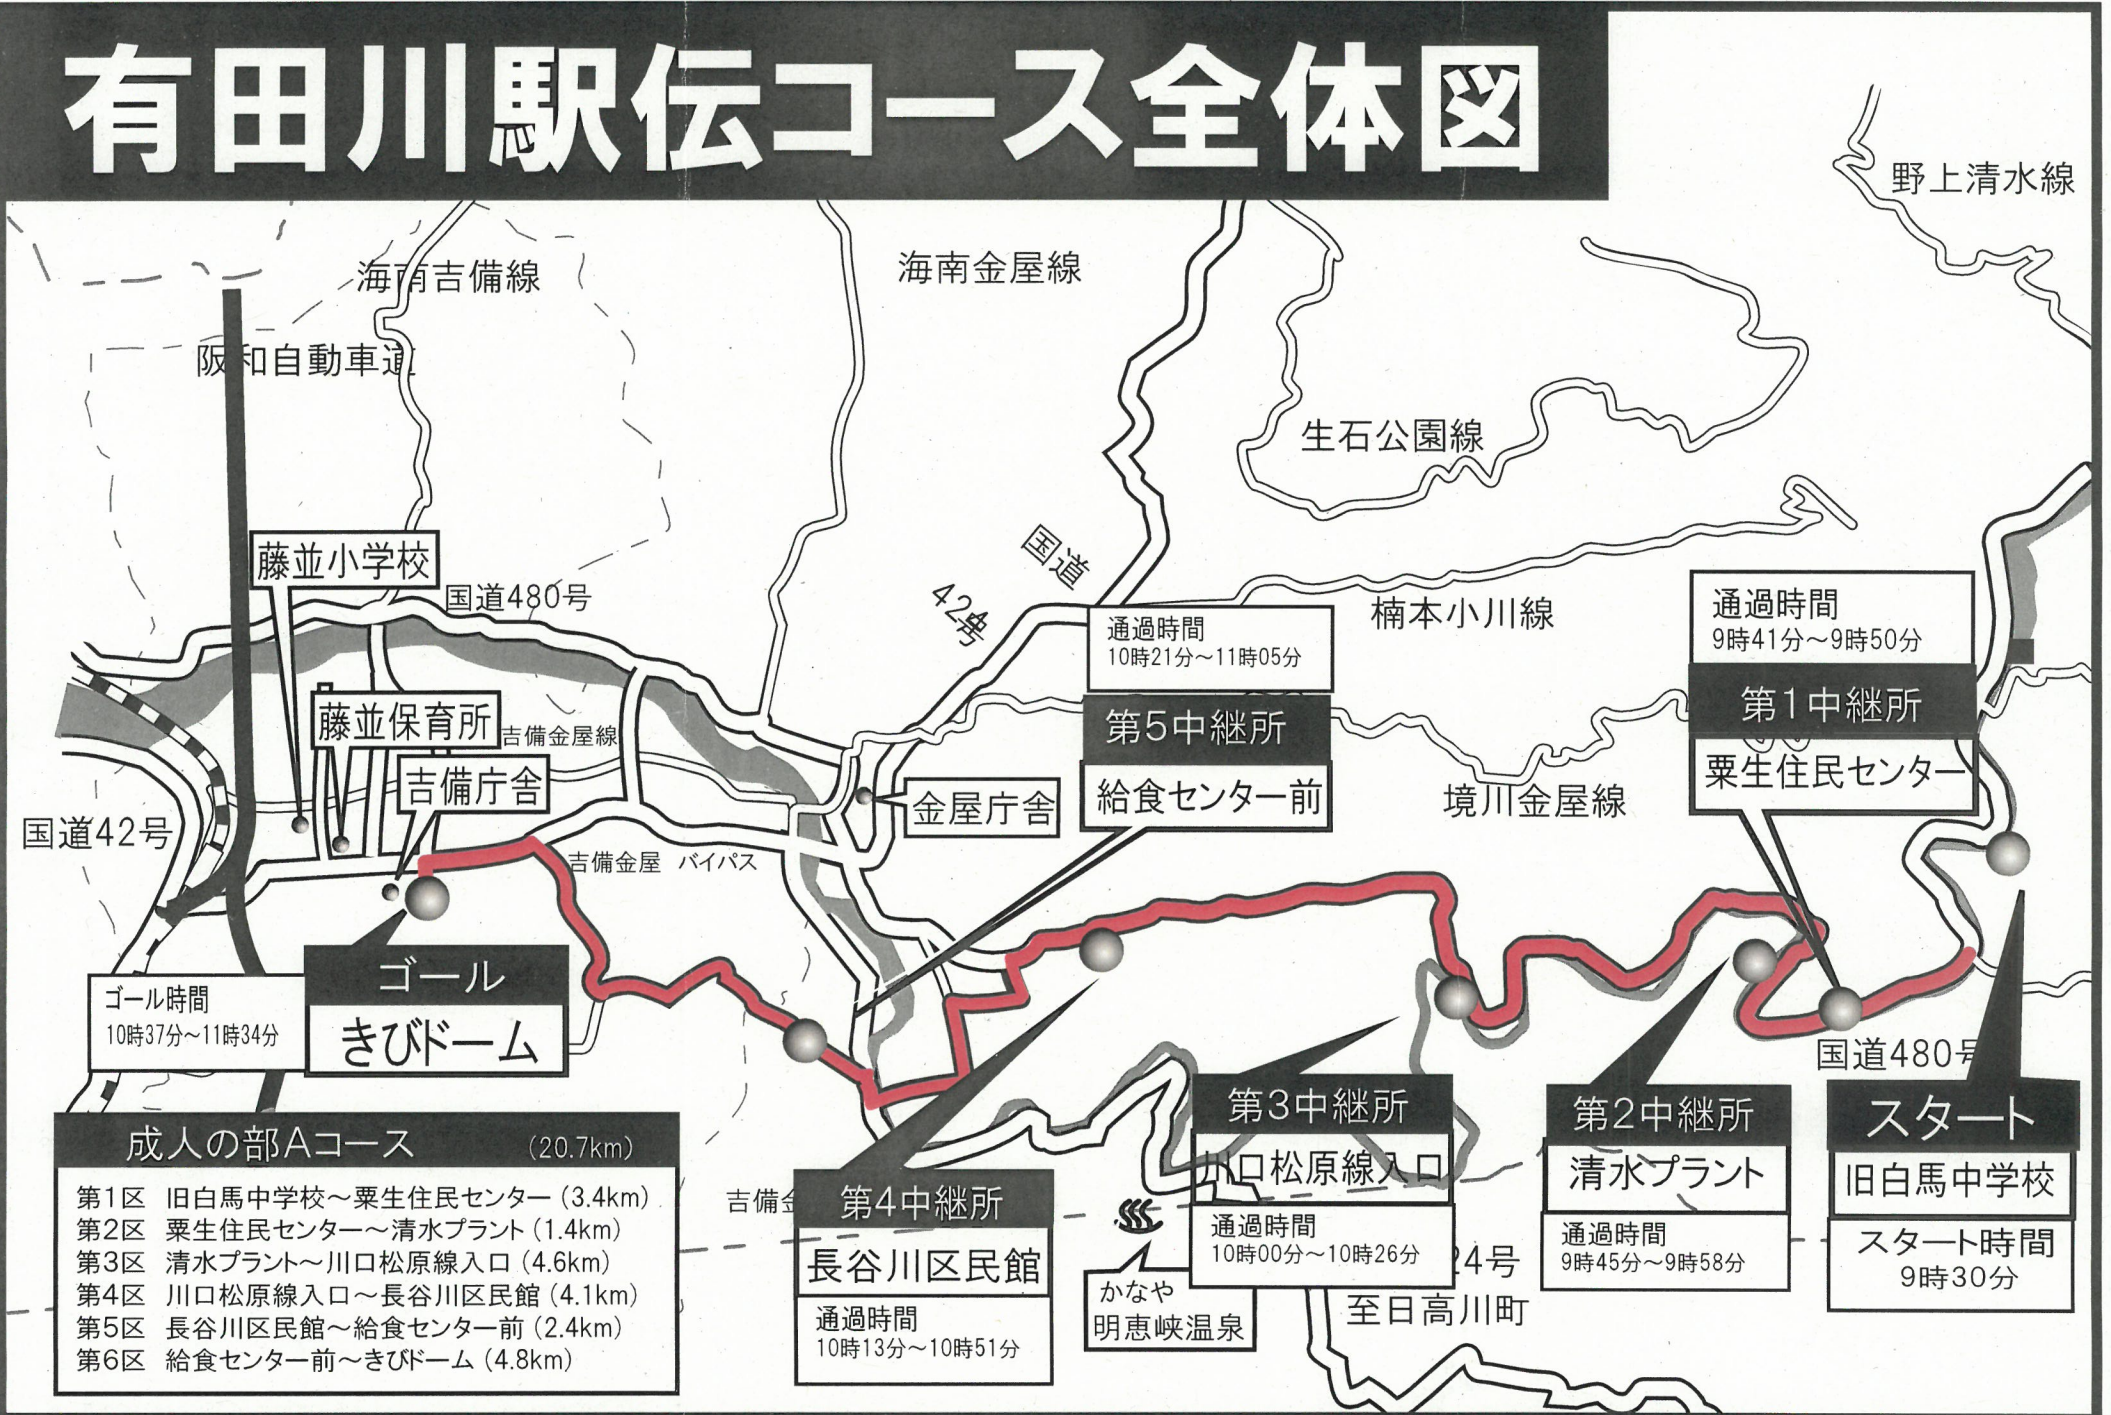 有田川駅伝コース全体図
野上清水線
海南吉備線
海南金屋線
阪和自動車道
生石公園線
国道
424号
藤並小学校
国道480号
楠本小川線
通過時間
10時21分～11時05分
第5中継所
給食センター前
通過時間
9時41分～9時50分
第1中継所
粟生住民センター
藤並保育所
吉備金屋線
吉備庁舎
金屋庁舎
境川金屋線
国道42号
吉備金屋 バイパス
ゴール時間
10時37分～11時34分
ゴール
きびドーム
国道480号
成人の部Aコース (20.7km)
第1区 旧白馬中学校～粟生住民センター (3.4km)
第2区 粟生住民センター～清水プラント (1.4km)
第3区 清水プラント～川口松原線入口 (4.6km)
第4区 川口松原線入口～長谷川区民館 (4.1km)
第5区 長谷川区民館～給食センター前 (2.4km)
第6区 給食センター前～きびドーム (4.8km)
吉備金
第4中継所
長谷川区民館
通過時間
10時13分～10時51分
かなや
明恵峡温泉
第3中継所
川口松原線入口
通過時間
10時00分～10時26分
24号
至日高川町
第2中継所
清水プラント
通過時間
9時45分～9時58分
スタート
旧白馬中学校
スタート時間
9時30分